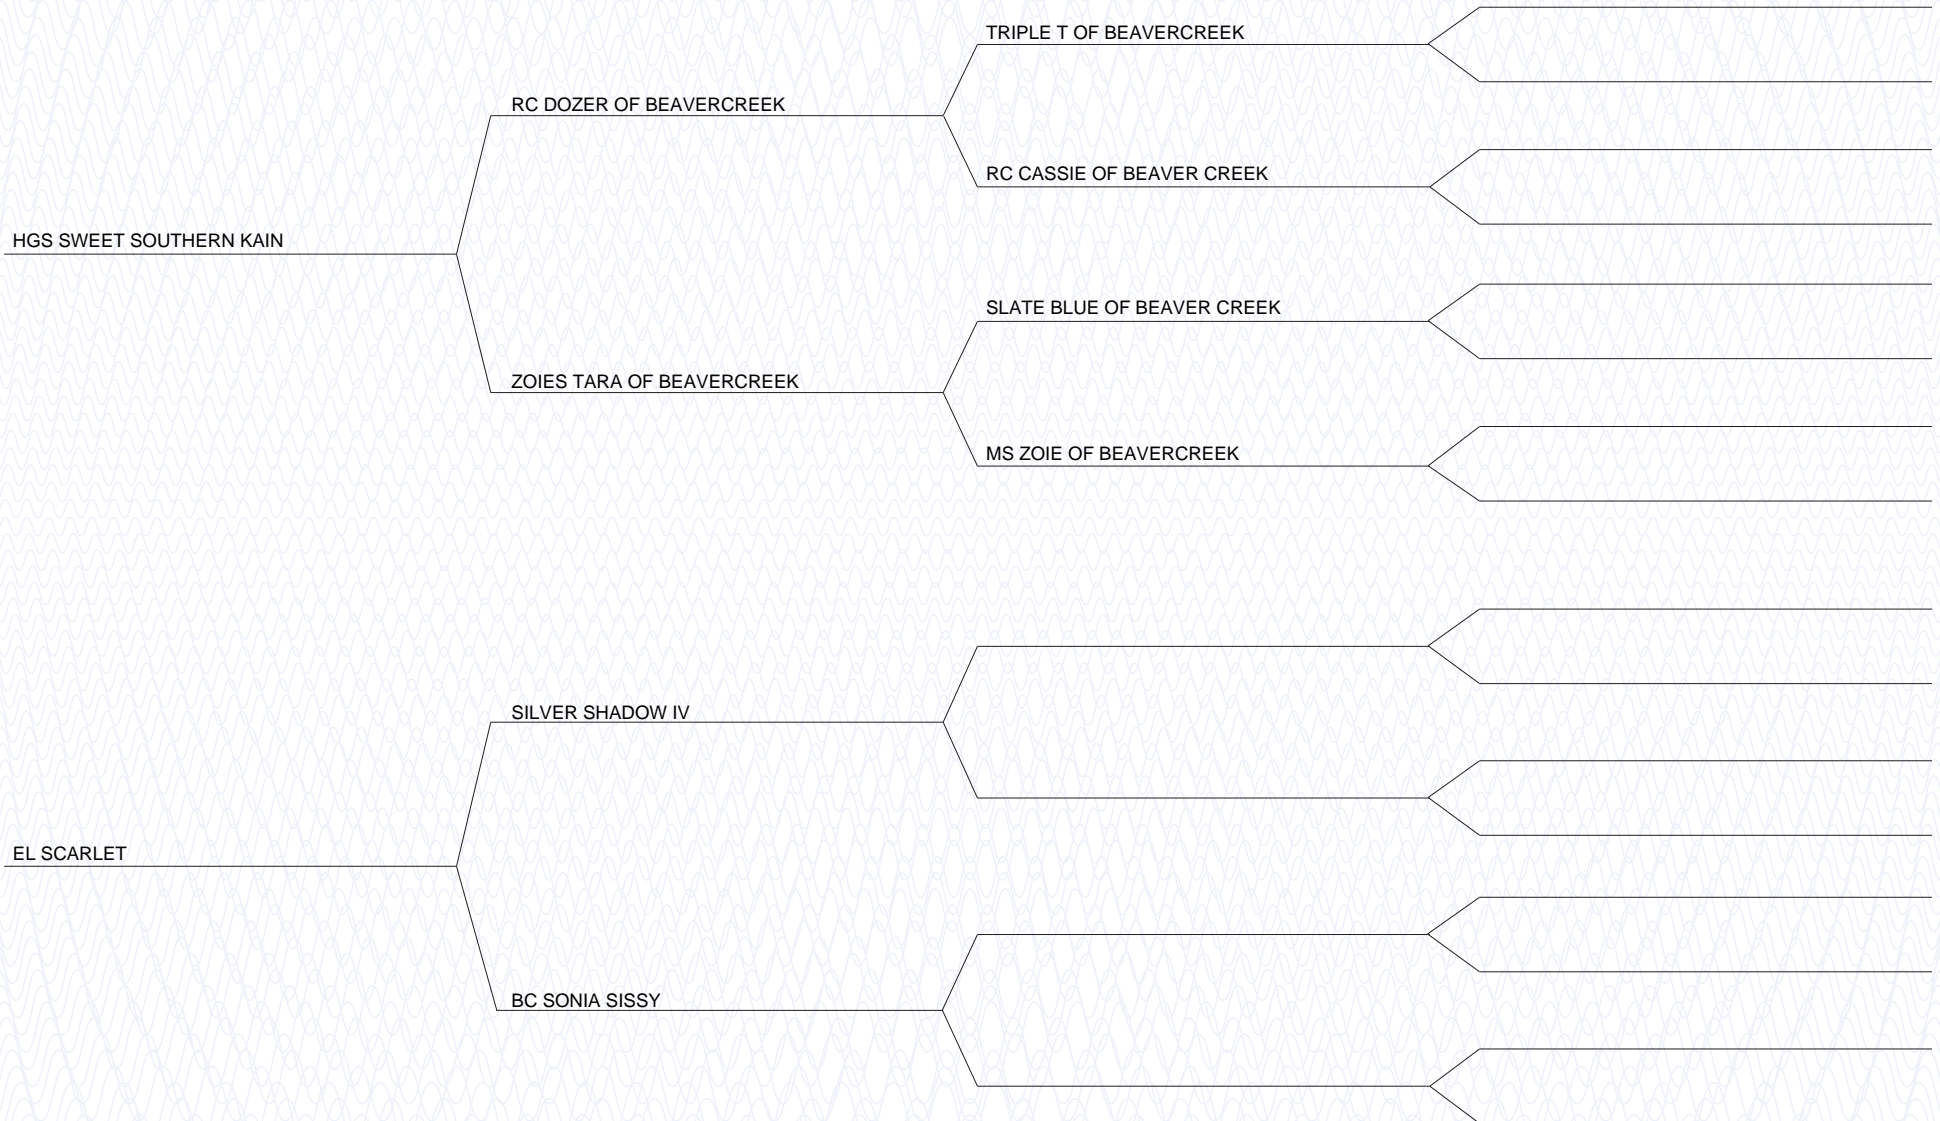 TRIPLE T OF BEAVERCREEK
RC DOZER OF BEAVERCREEK
RC CASSIE OF BEAVER CREEK
HGS SWEET SOUTHERN KAIN
SLATE BLUE OF BEAVER CREEK
ZOIES TARA OF BEAVERCREEK
MS ZOIE OF BEAVERCREEK
SILVER SHADOW IV
EL SCARLET
BC SONIA SISSY